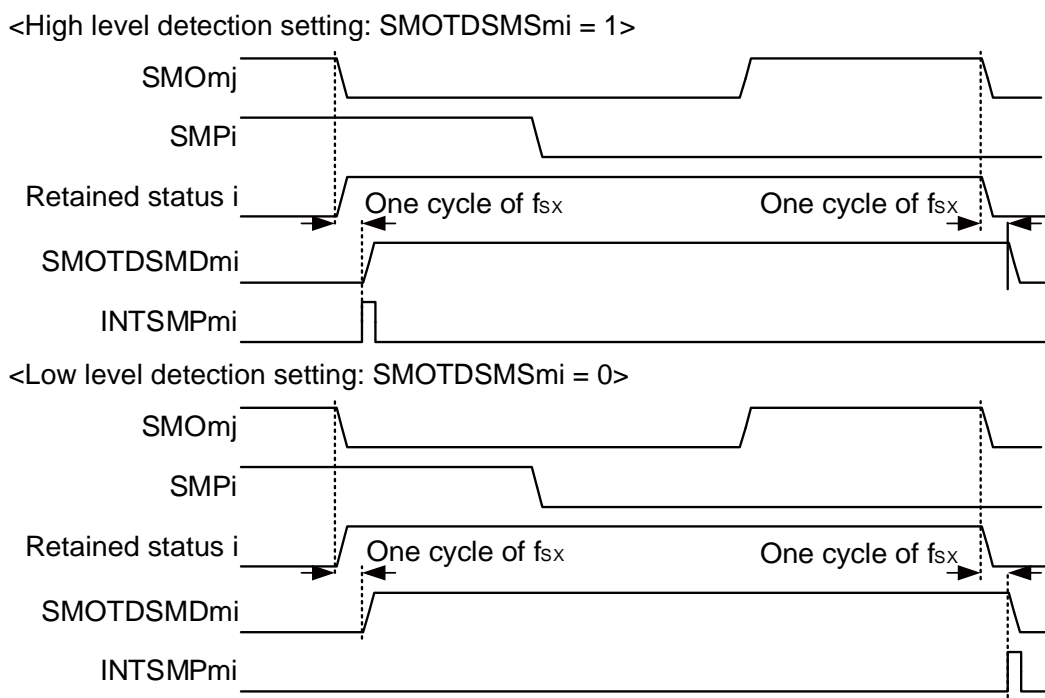 <High level detection setting: SMOTDSMSmi = 1>
SMOmj
SMPi
Retained status i
One cycle of fSX One cycle of fSX
SMOTDSMDmi
INTSMPmi
<Low level detection setting: SMOTDSMSmi = 0>
SMOmj
SMPi
Retained status i
One cycle of fSX One cycle of fSX
SMOTDSMDmi
INTSMPmi